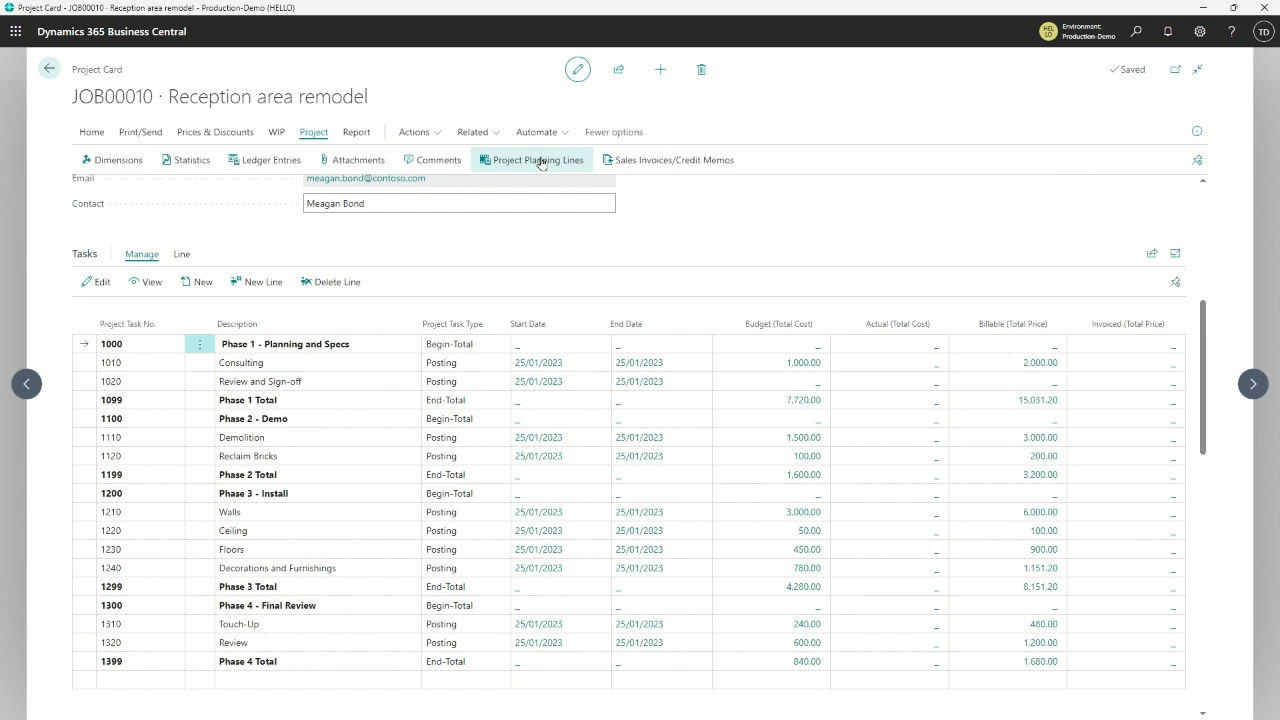 Project Card - JOB00010 · Reception area remodel - Production-Demo (HELLO)
Dynamics 365 Business Central
HEL LO
Environment: Production-Demo
TD
Project Card
Saved
JOB00010 · Reception area remodel
Home Print/Send Prices & Discounts WIP Project Report Actions Related Automate Fewer options
Dimensions Statistics Ledger Entries Attachments Comments Project Planning Lines Sales Invoices/Credit Memos
Email meagan.bond@contoso.com
Contact Meagan Bond
Tasks Manage Line
Edit View New New Line Delete Line
Project Task No. Description Project Task Type Start Date End Date Budget (Total Cost) Actual (Total Cost) Billable (Total Price) Invoiced (Total Price)
→ 1000 Phase 1 - Planning and Specs Begin-Total _ _ _ _ _ _
1010 Consulting Posting 25/01/2023 25/01/2023 1,000.00 _ 2,000.00 _
1020 Review and Sign-off Posting 25/01/2023 25/01/2023 _ _ _ _
1099 Phase 1 Total End-Total _ _ 7,720.00 _ 15,031.20 _
1100 Phase 2 - Demo Begin-Total _ _ _ _ _ _
1110 Demolition Posting 25/01/2023 25/01/2023 1,500.00 _ 3,000.00 _
1120 Reclaim Bricks Posting 25/01/2023 25/01/2023 100.00 _ 200.00 _
1199 Phase 2 Total End-Total _ _ 1,600.00 _ 3,200.00 _
1200 Phase 3 - Install Begin-Total _ _ _ _ _ _
1210 Walls Posting 25/01/2023 25/01/2023 3,000.00 _ 6,000.00 _
1220 Ceiling Posting 25/01/2023 25/01/2023 50.00 _ 100.00 _
1230 Floors Posting 25/01/2023 25/01/2023 450.00 _ 900.00 _
1240 Decorations and Furnishings Posting 25/01/2023 25/01/2023 780.00 _ 1,151.20 _
1299 Phase 3 Total End-Total _ _ 4,280.00 _ 8,151.20 _
1300 Phase 4 - Final Review Begin-Total _ _ _ _ _ _
1310 Touch-Up Posting 25/01/2023 25/01/2023 240.00 _ 480.00 _
1320 Review Posting 25/01/2023 25/01/2023 600.00 _ 1,200.00 _
1399 Phase 4 Total End-Total _ _ 840.00 _ 1,680.00 _